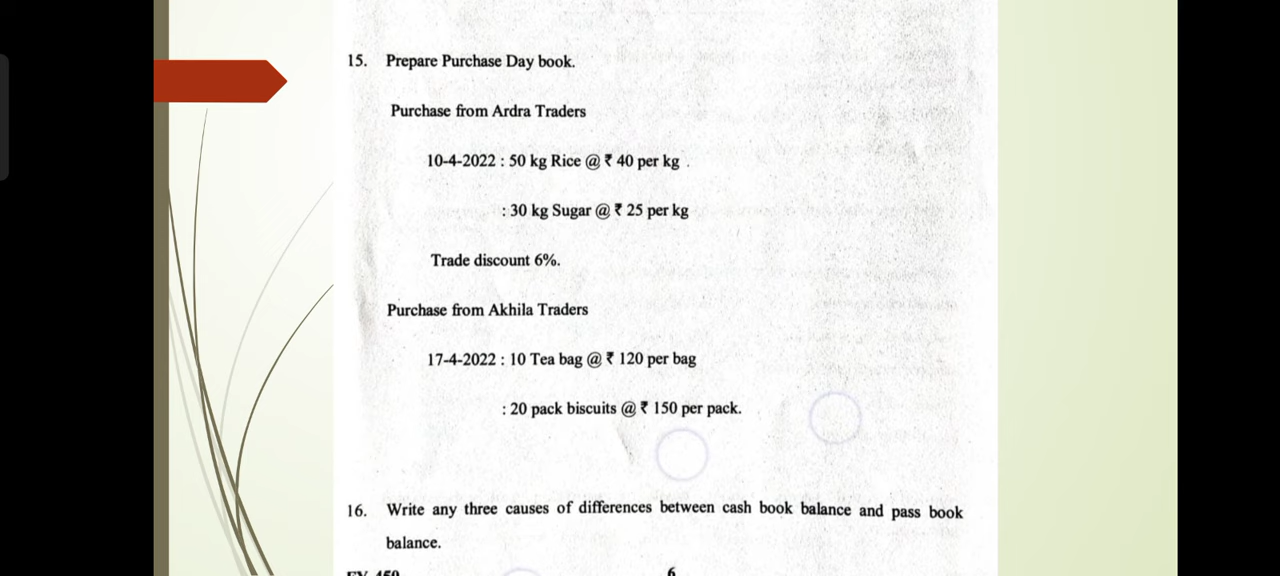 15. Prepare Purchase Day book.
Purchase from Ardra Traders
10-4-2022 : 50 kg Rice @ ₹ 40 per kg .
: 30 kg Sugar @ ₹ 25 per kg
Trade discount 6%.
Purchase from Akhila Traders
17-4-2022 : 10 Tea bag @ ₹ 120 per bag
: 20 pack biscuits @ ₹ 150 per pack.
16. Write any three causes of differences between cash book balance and pass book
balance.
6